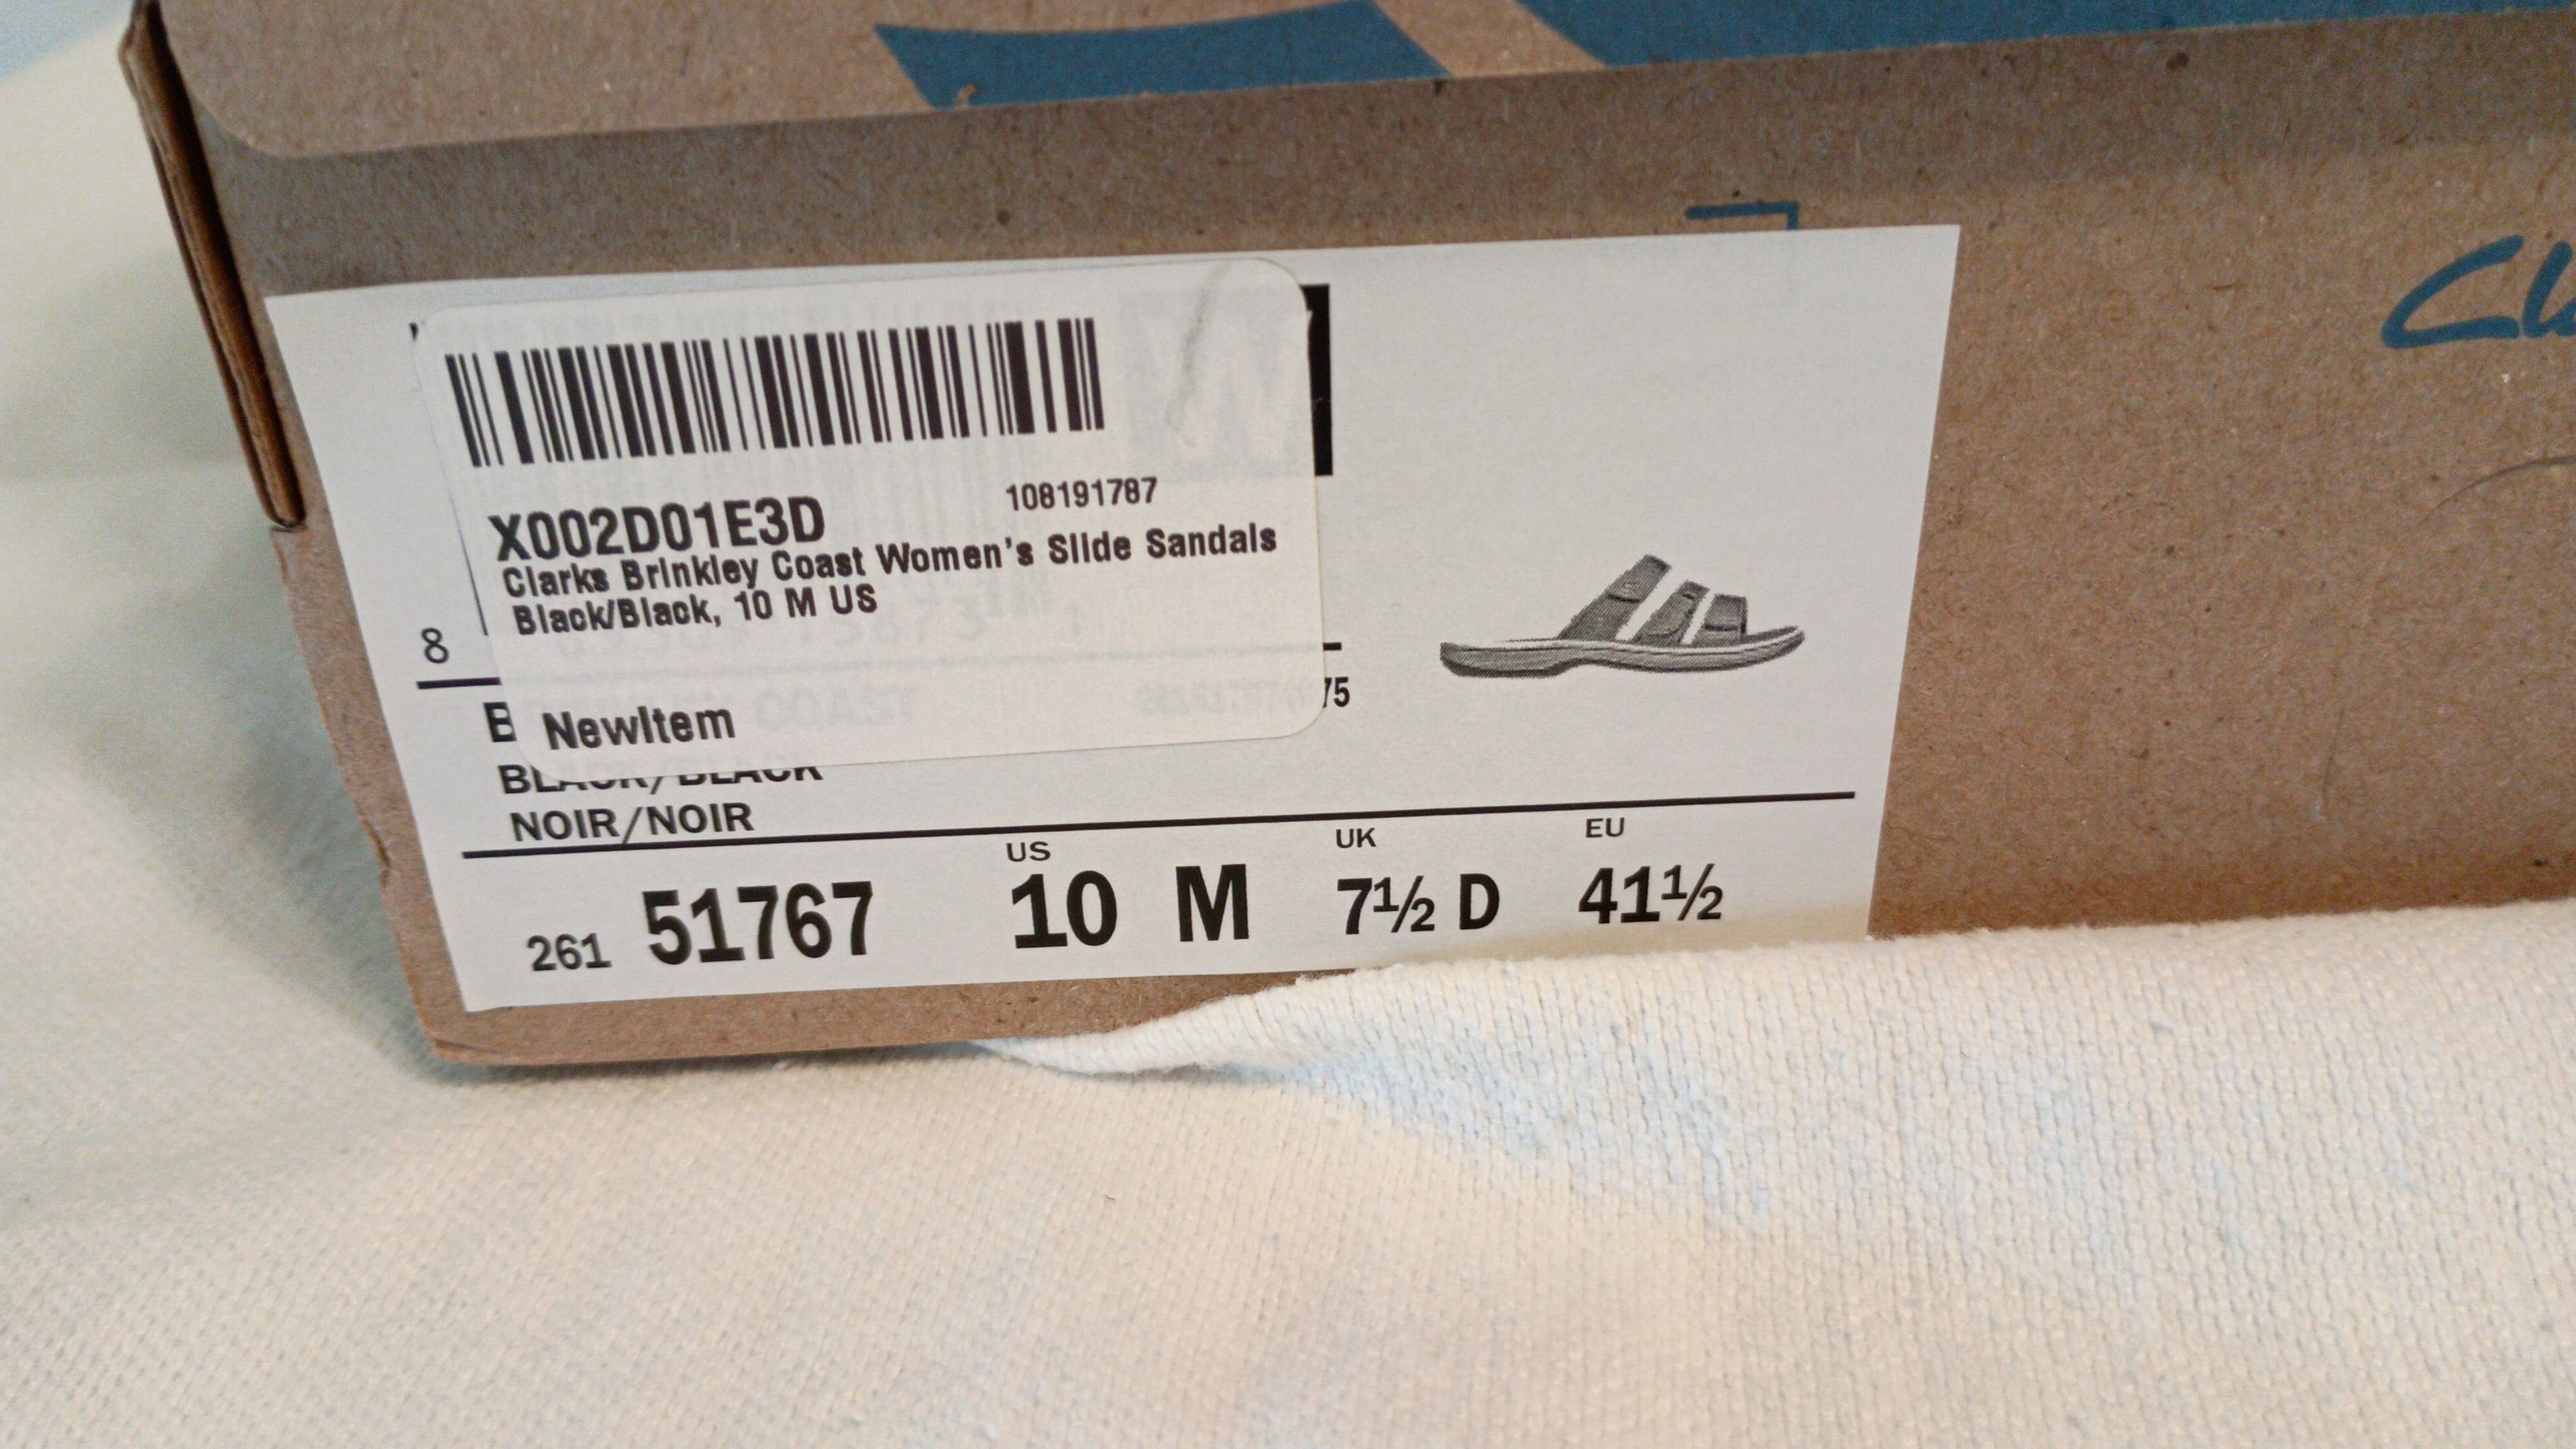 X002D01E3D
108191787
Clarks Brinkley Coast Women's Slide Sandals
Black/Black, 10 M US
8
75
NewItem
BLACK/BLACK
NOIR/NOIR
US
UK
EU
261 51767 10 M 7½ D 41½